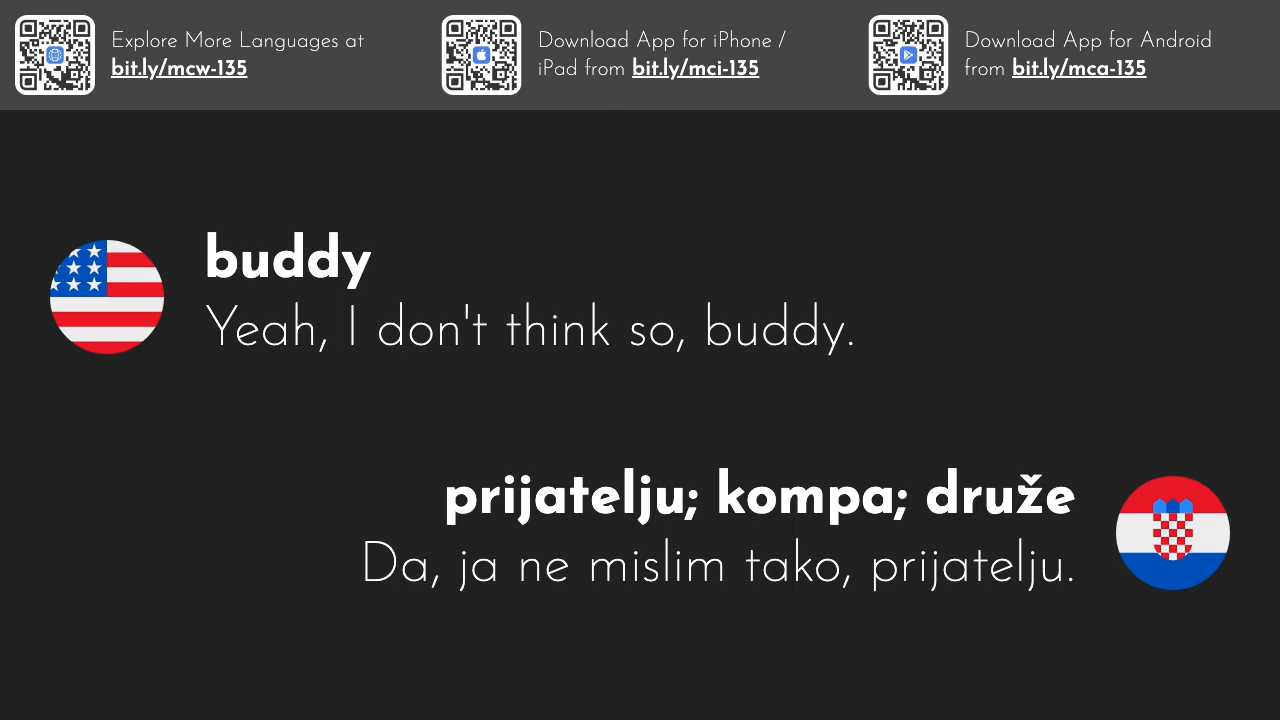 Explore More Languages at
bit.ly/mcw-135
Download App for iPhone /
iPad from bit.ly/mci-135
Download App for Android
from bit.ly/mca-135
buddy
Yeah, I don't think so, buddy.
prijatelju; kompa; druže
Da, ja ne mislim tako, prijatelju.